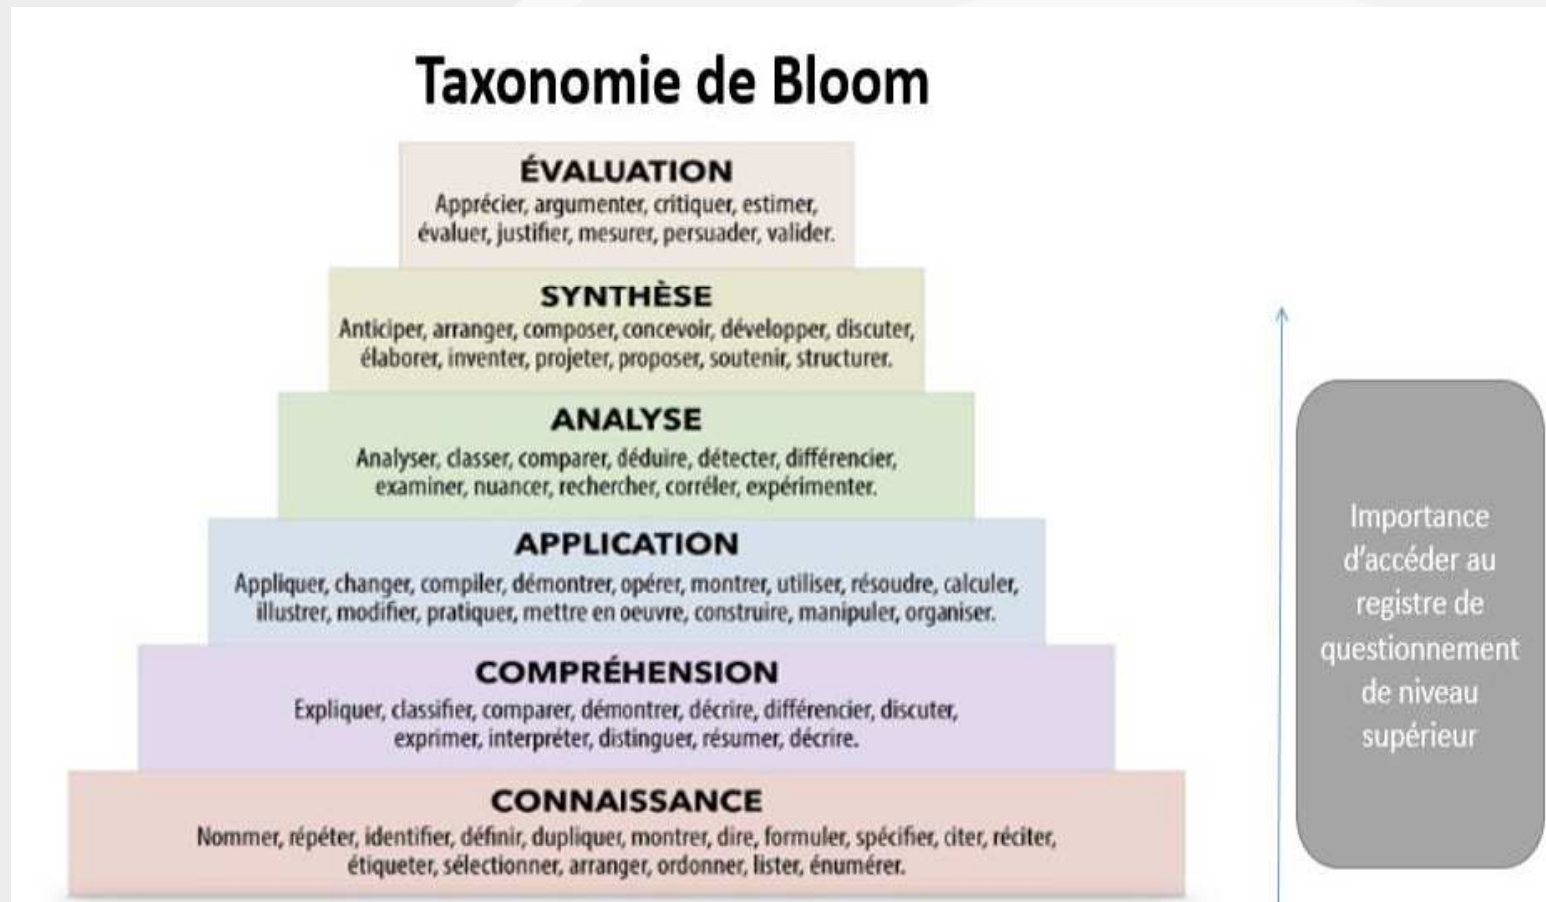 Taxonomie de Bloom
ÉVALUATION
Apprécier, argumenter, critiquer, estimer,
évaluer, justifier, mesurer, persuader, valider.
SYNTHÈSE
Anticiper, arranger, composer, concevoir, développer, discuter,
élaborer, inventer, projeter, proposer, soutenir, structurer.
ANALYSE
Analyser, classer, comparer, déduire, détecter, différencier,
examiner, nuancer, rechercher, corréler, expérimenter.
APPLICATION
Appliquer, changer, compiler, démontrer, opérer, montrer, utiliser, résoudre, calculer,
illustrer, modifier, pratiquer, mettre en oeuvre, construire, manipuler, organiser.
COMPRÉHENSION
Expliquer, classifier, comparer, démontrer, décrire, différencier, discuter,
exprimer, interpréter, distinguer, résumer, décrire.
CONNAISSANCE
Nommer, répéter, identifier, définir, dupliquer, montrer, dire, formuler, spécifier, citer, réciter,
étiqueter, sélectionner, arranger, ordonner, lister, énumérer.
Importance
d'accéder au
registre de
questionnement
de niveau
supérieur